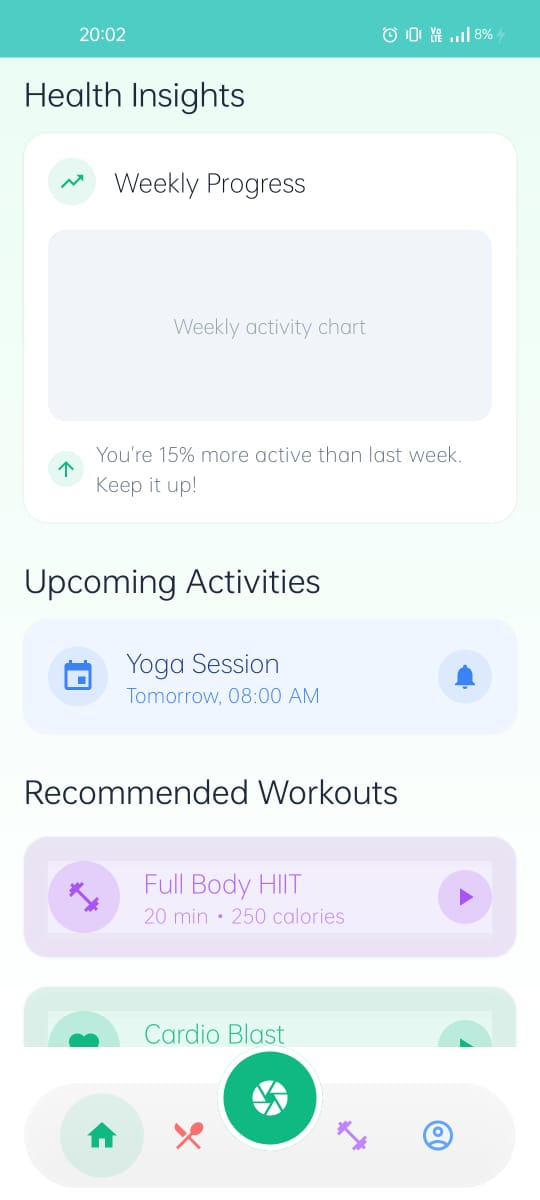 20:02
Vo
LTE
8%
Health Insights
Weekly Progress
Weekly activity chart
You're 15% more active than last week.
Keep it up!
Upcoming Activities
Yoga Session
Tomorrow, 08:00 AM
Recommended Workouts
Full Body HIIT
20 min • 250 calories
Cardio Blast